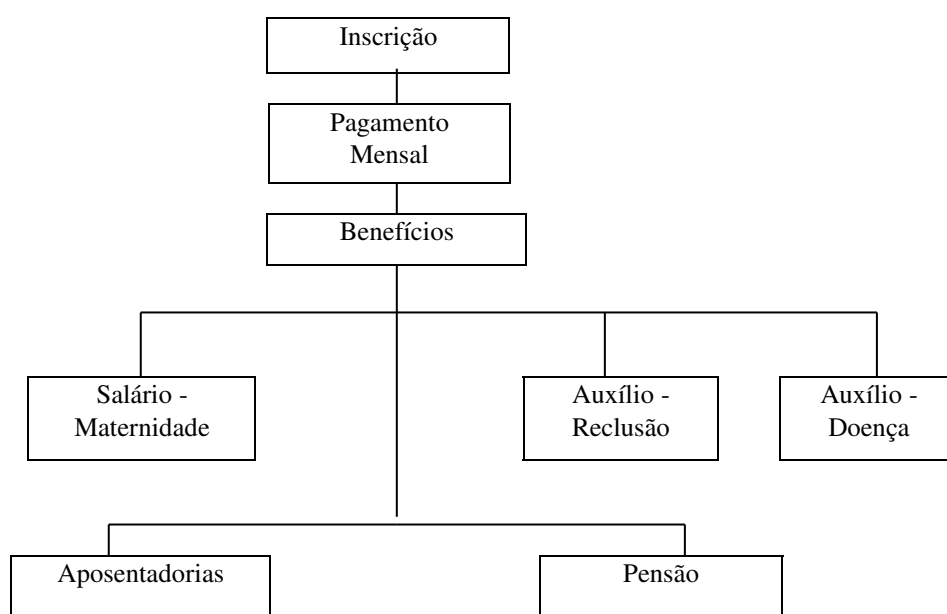 Inscrição
Pagamento
Mensal
Benefícios
Salário -
Maternidade
Auxílio -
Reclusão
Auxílio -
Doença
Aposentadorias
Pensão